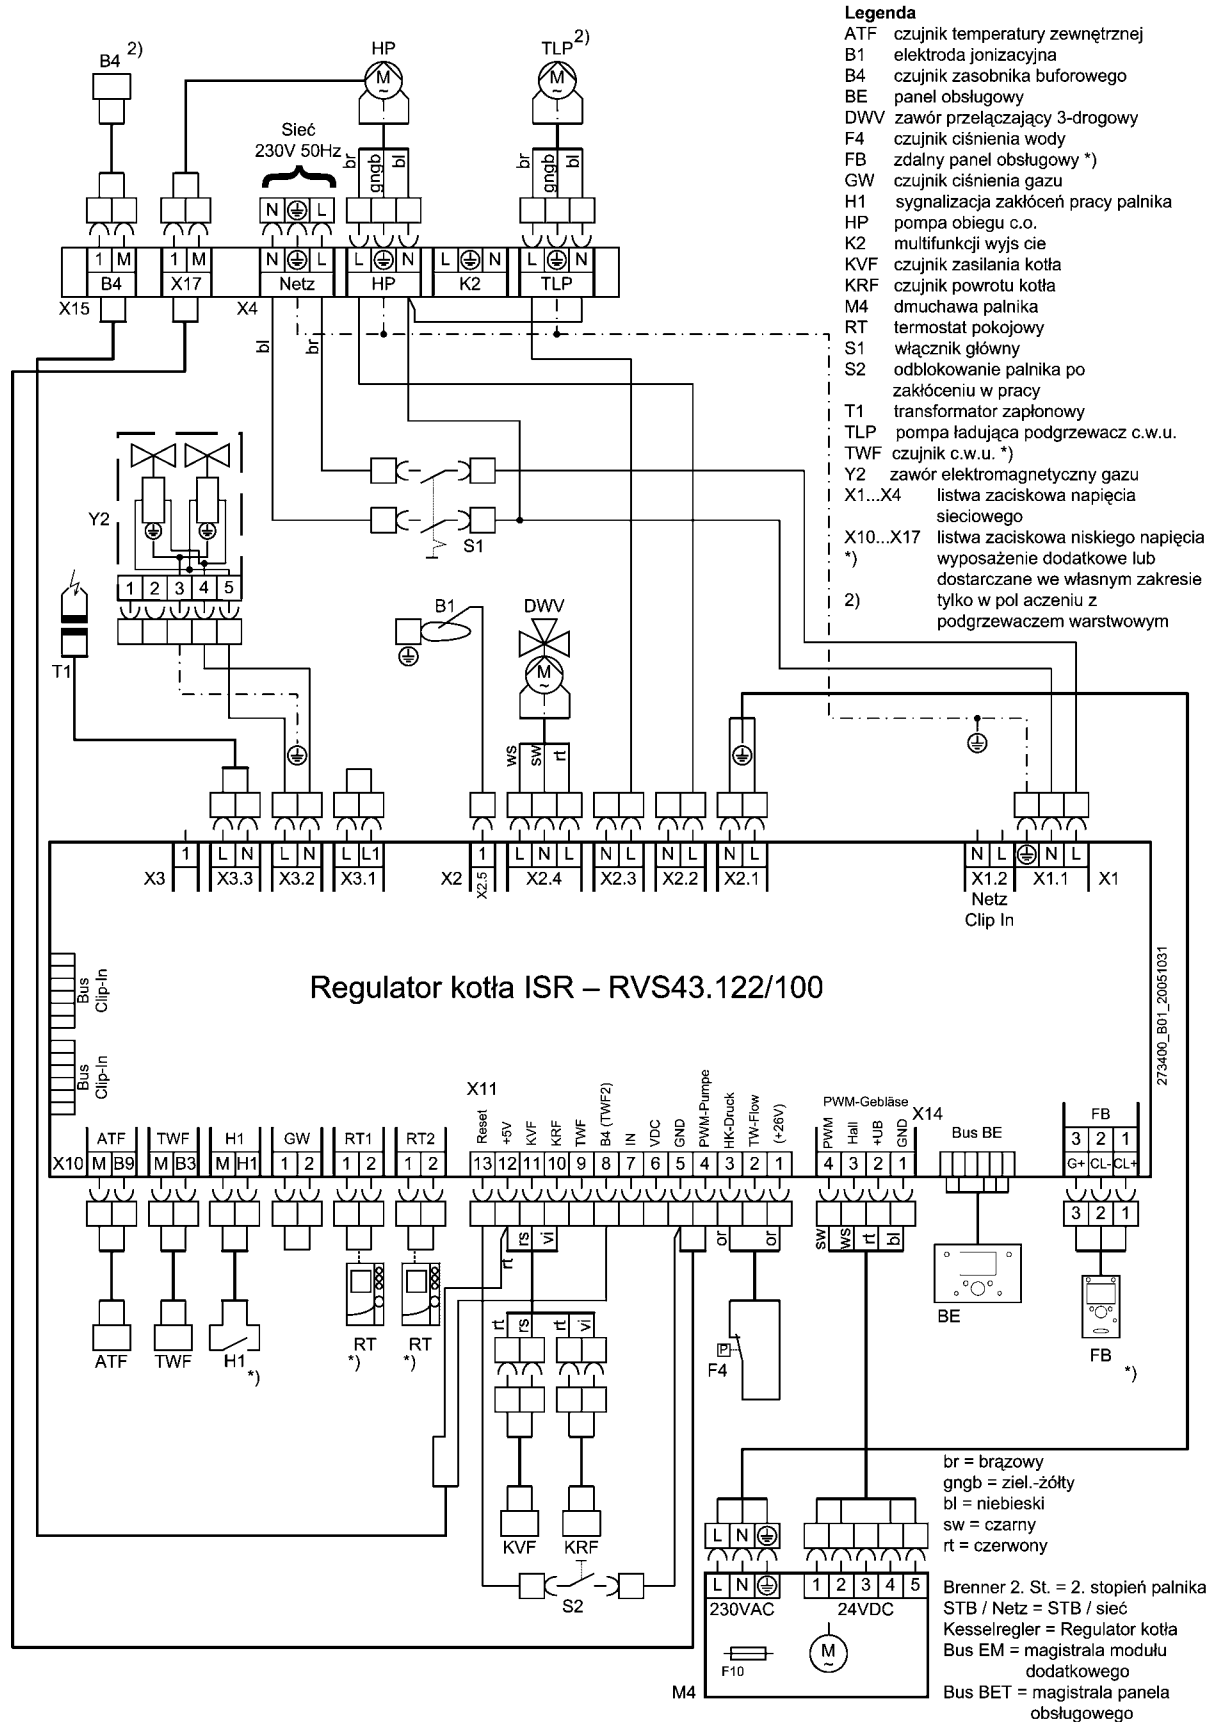 Legenda
ATF czujnik temperatury zewnętrznej
B1 elektroda jonizacyjna
B4 czujnik zasobnika buforowego
BE panel obsługowy
DWV zawór przełączający 3-drogowy
F4 czujnik ciśnienia wody
FB zdalny panel obsługowy *)
GW czujnik ciśnienia gazu
H1 sygnalizacja zakłóceń pracy palnika
HP pompa obiegu c.o.
K2 multifunkcji wyjs cie
KVF czujnik zasilania kotła
KRF czujnik powrotu kotła
M4 dmuchawa palnika
RT termostat pokojowy
S1 włącznik główny
S2 odblokowanie palnika po
zakłóceniu w pracy
T1 transformator zapłonowy
TLP pompa ładująca podgrzewacz c.w.u.
TWF czujnik c.w.u. *)
Y2 zawór elektromagnetyczny gazu
X1...X4 listwa zaciskowa napięcia
sieciowego
X10...X17 listwa zaciskowa niskiego napięcia
*) wyposażenie dodatkowe lub
dostarczane we własnym zakresie
2) tylko w pol aczeniu z
podgrzewaczem warstwowym
B4 2) HP TLP 2)
M ~ M ~
Sieć
230V 50Hz
br gngb bl br gngb bl
N L
1 M 1 M N L L N L N L N
B4 X17 Netz HP K2 TLP
X15 X4
bl br
Y2 S1
1 2 3 4 5
T1 B1 DWV
M ~
ws sw rt
1 L N L N L L1 1 L N L N L N L N L N L N L
X3 X3.3 X3.2 X3.1 X2 X2.5 X2.4 X2.3 X2.2 X2.1 X1.2 X1.1 X1
Netz
Clip In
Bus
Clip-In
Regulator kotła ISR – RVS43.122/100
Bus
Clip-In
273400_B01_20051031
X11
Reset +5V KVF KRF TWF B4 (TWF2) IN VDC GND PWM-Pumpe HK-Druck TW-Flow (+26V)
PWM-Gebläse X14
PWM Hall +UB GND
Bus BE FB
ATF TWF H1 GW RT1 RT2
X10 M B9 M B3 M H1 1 2 1 2 1 2 13 12 11 10 9 8 7 6 5 4 3 2 1 4 3 2 1
3 2 1
G+ CL- CL+
3 2 1
rt rs vi or or sw ws rt bl
rt rs rt vi
ATF TWF H1 *) RT *) RT *)
P F4
BE FB *)
KVF KRF
S2
br = brązowy
gngb = ziel.-żółty
bl = niebieski
sw = czarny
rt = czerwony
L N
L N 1 2 3 4 5
230VAC 24VDC
F10 M ~
M4
Brenner 2. St. = 2. stopień palnika
STB / Netz = STB / sieć
Kesselregler = Regulator kotła
Bus EM = magistrala modułu
dodatkowego
Bus BET = magistrala panela
obsługowego